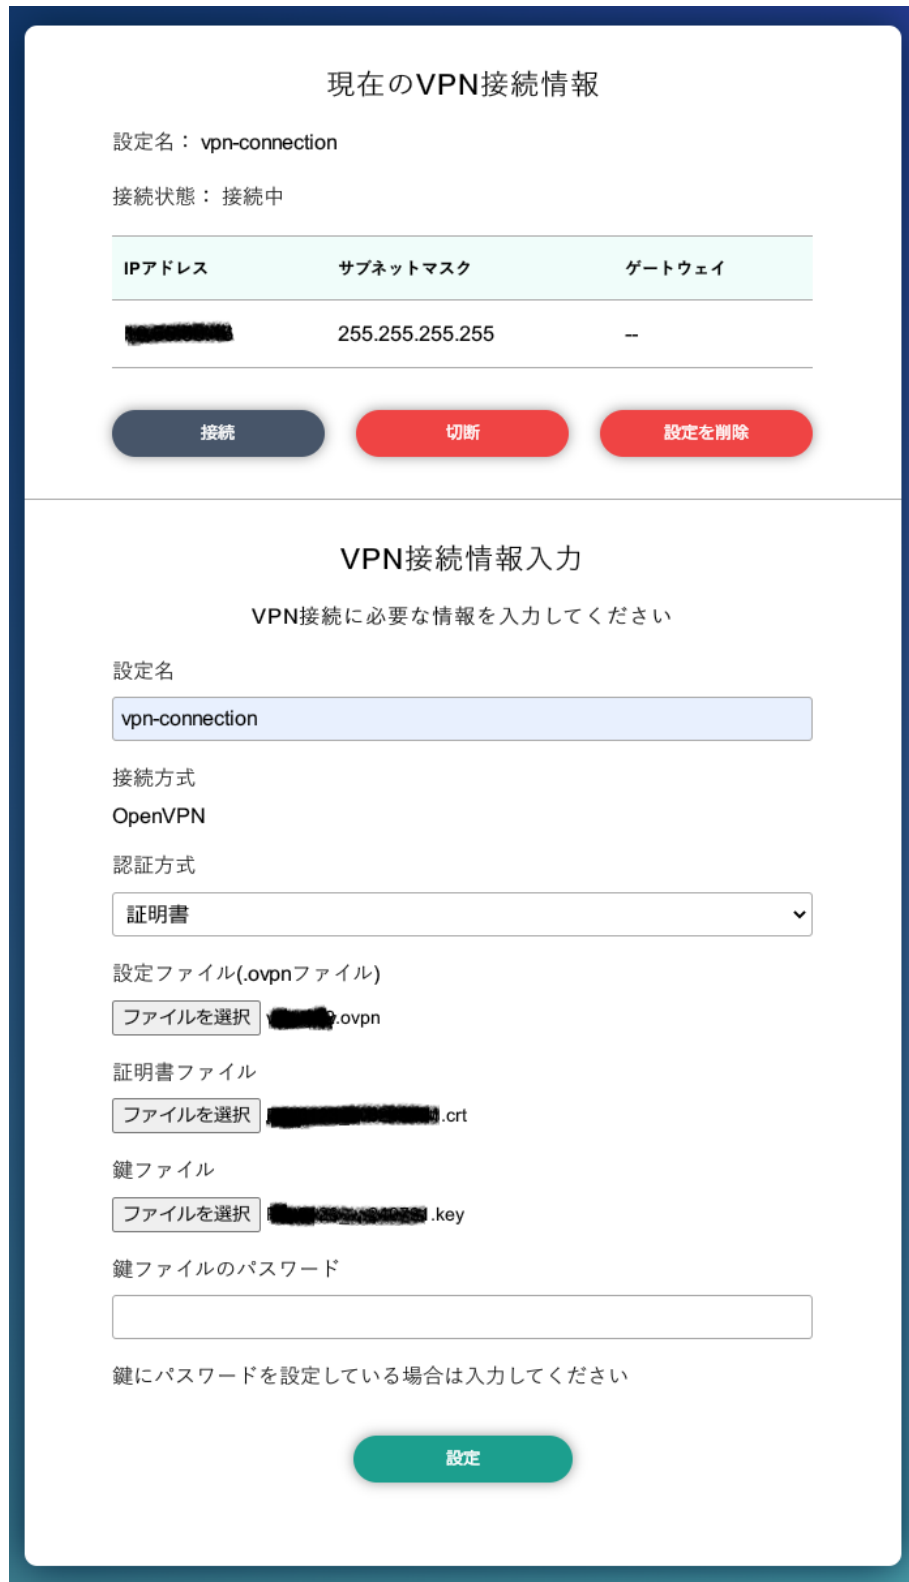 現在のVPN接続情報
設定名： vpn-connection
接続状態： 接続中
IPアドレス サブネットマスク ゲートウェイ
255.255.255.255 --
接続 切断 設定を削除
VPN接続情報入力
VPN接続に必要な情報を入力してください
設定名
vpn-connection
接続方式
OpenVPN
認証方式
証明書
設定ファイル(.ovpnファイル)
ファイルを選択 .ovpn
証明書ファイル
ファイルを選択 .crt
鍵ファイル
ファイルを選択 .key
鍵ファイルのパスワード
鍵にパスワードを設定している場合は入力してください
設定